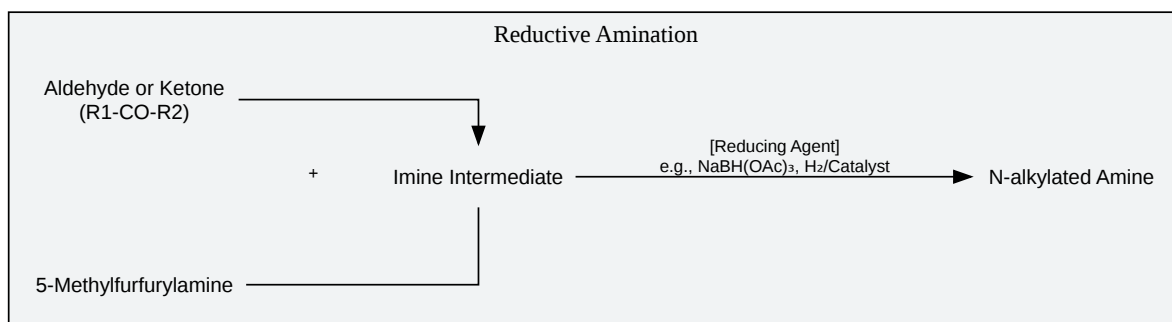 Reductive Amination
Aldehyde or Ketone
(R1-CO-R2)
[Reducing Agent]
e.g., NaBH(OAc)₃, H₂/Catalyst
+
Imine Intermediate
N-alkylated Amine
5-Methylfurfurylamine